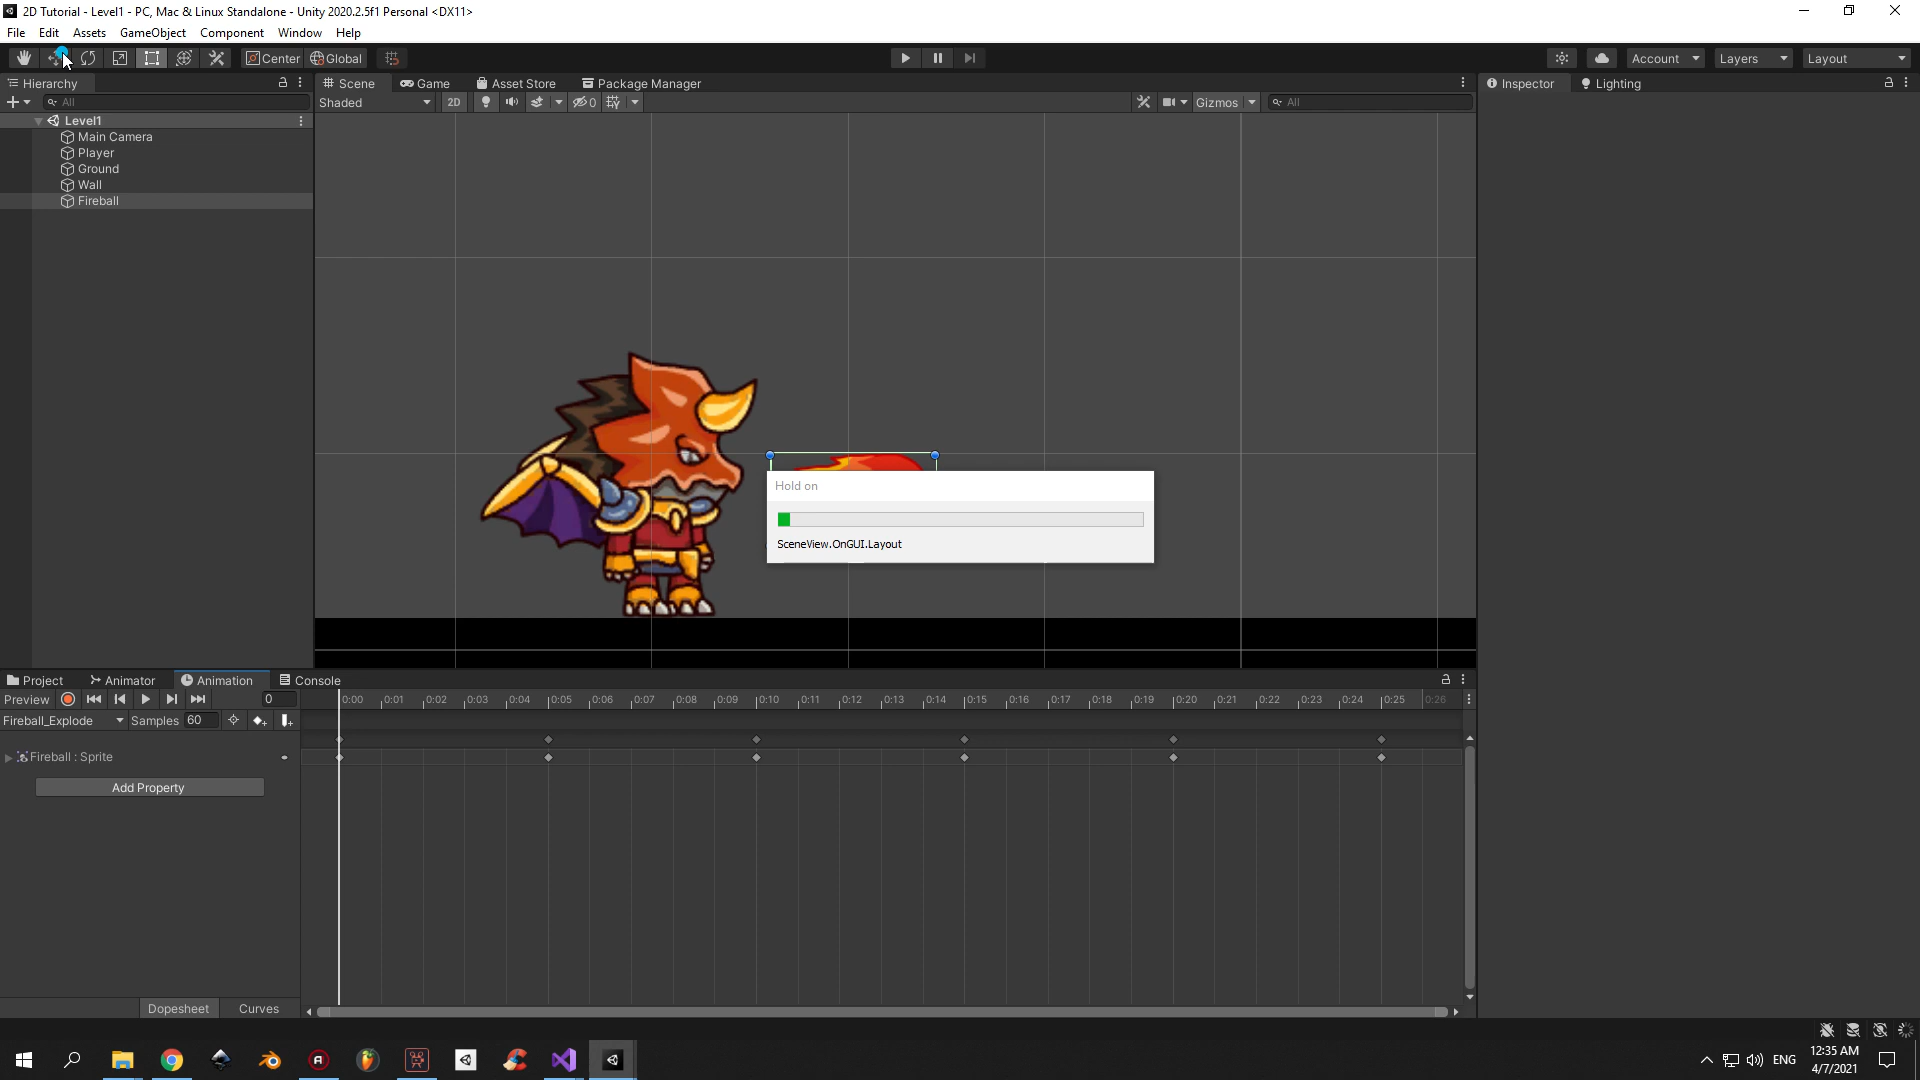 2D Tutorial - Level1 - PC, Mac & Linux Standalone - Unity 2020.2.5f1 Personal <DX11>
File Edit Assets GameObject Component Window Help
Center Global Account Layers Layout
Hierarchy
All
Level1
Main Camera
Player
Ground
Wall
Fireball
Scene Game Asset Store Package Manager
Shaded 2D 0 Gizmos All
Inspector Lighting
Hold on
SceneView.OnGUI.Layout
Project Animator Animation Console
Preview 0
0:00 0:01 0:02 0:03 0:04 0:05 0:06 0:07 0:08 0:09 0:10 0:11 0:12 0:13 0:14 0:15 0:16 0:17 0:18 0:19 0:20 0:21 0:22 0:23 0:24 0:25 0:26
Fireball_Explode Samples 60
Fireball : Sprite
Add Property
Dopesheet Curves
ENG
12:35 AM
4/7/2021